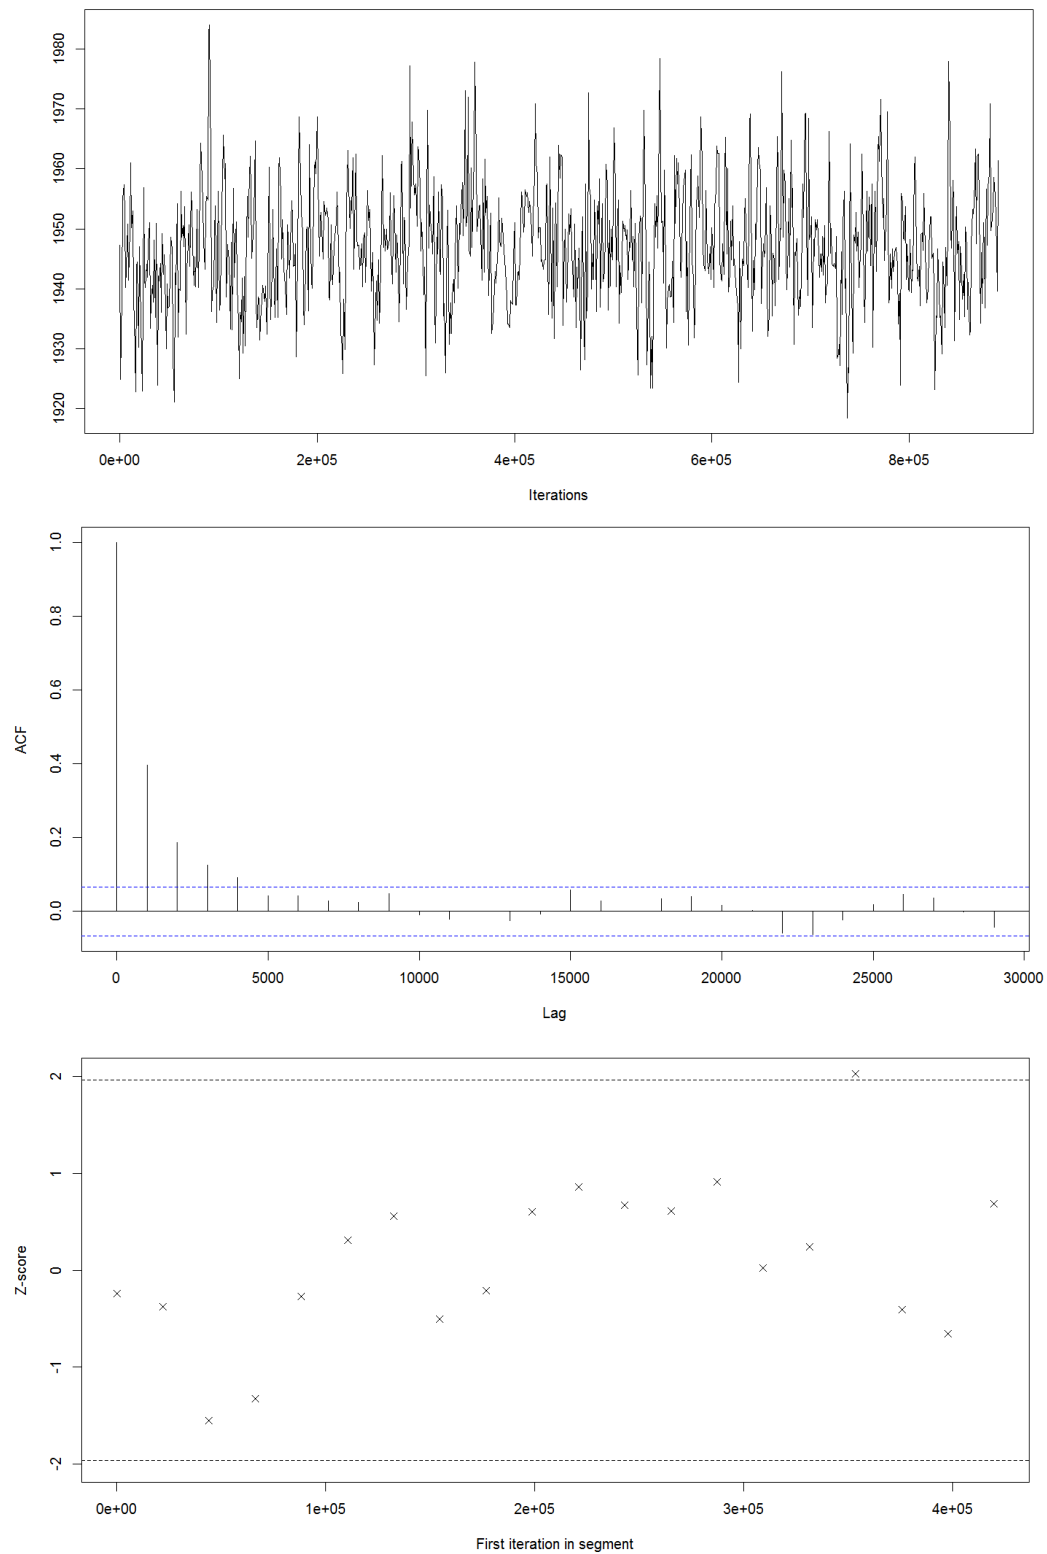 1980
1970
1960
1950
1940
1930
1920
0e+00 2e+05 4e+05 6e+05 8e+05
Iterations
1.0
0.8
0.6
0.4
0.2
0.0
ACF
0 5000 10000 15000 20000 25000 30000
Lag
2
1
0
-1
-2
Z-score
0e+00 1e+05 2e+05 3e+05 4e+05
First iteration in segment